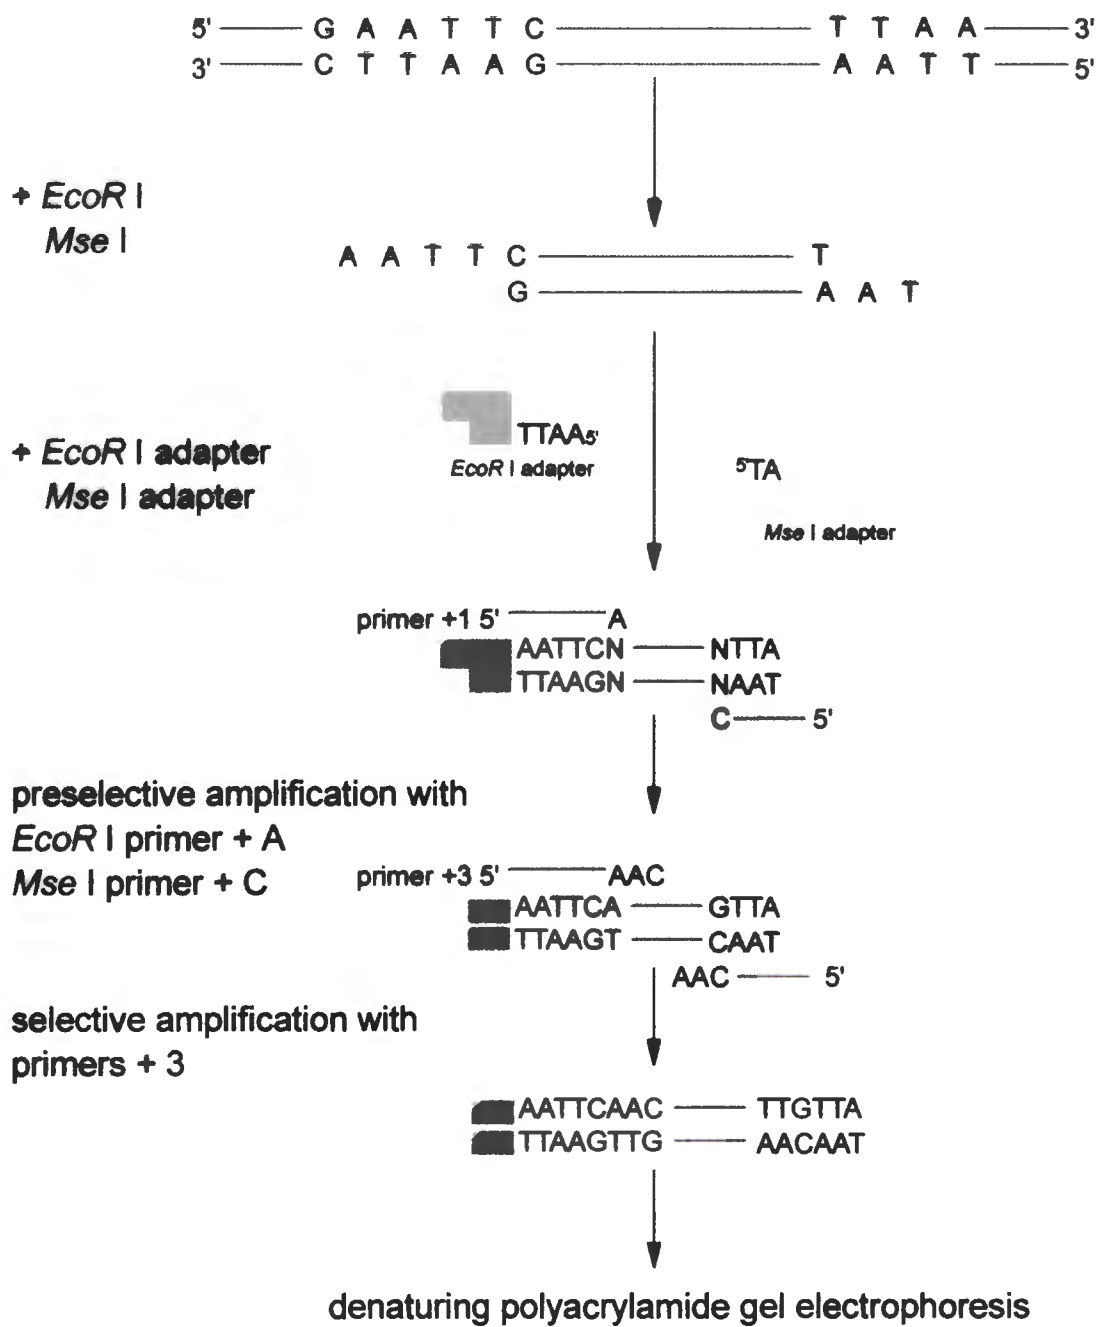 5' G A A T T C T T A A 3'
3' C T T A A G A A T T 5'
+ EcoR I
Mse I
A A T T C T
G A A T
TTAA5'
+ EcoR I adapter
EcoR I adapter
5'TA
Mse I adapter
Mse I adapter
primer +1 5' A
AATTCN NTTA
TTAAGN NAAT
C 5'
preselective amplification with
EcoR I primer + A
Mse I primer + C
primer +3 5' AAC
AATTCA GTTA
TTAAGT CAAT
AAC 5'
selective amplification with
primers + 3
AATTCAAC TTGTTA
TTAAGTTG AACAAT
denaturing polyacrylamide gel electrophoresis